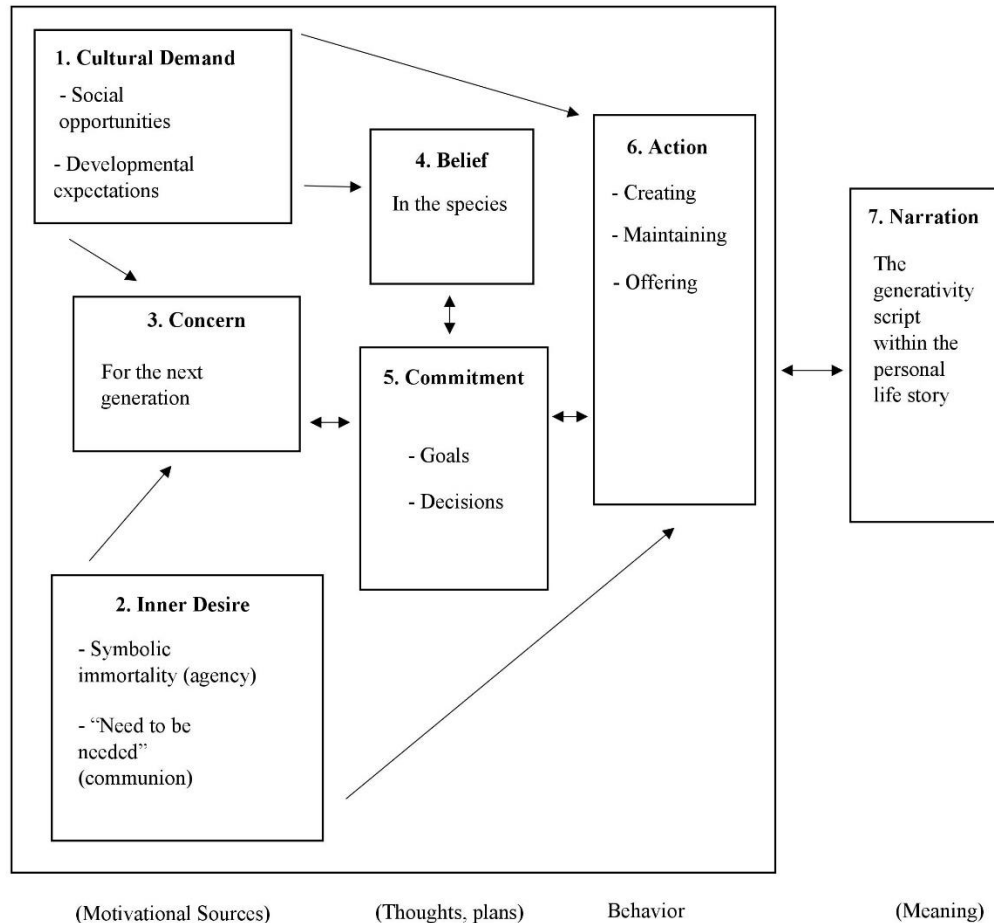 1. Cultural Demand
- Social
opportunities
- Developmental
expectations
4. Belief
In the species
6. Action
- Creating
- Maintaining
- Offering
7. Narration
The
generativity
script
within the
personal
life story
3. Concern
For the next
generation
5. Commitment
- Goals
- Decisions
2. Inner Desire
- Symbolic
immortality (agency)
- “Need to be
needed”
(communion)
(Motivational Sources)
(Thoughts, plans)
Behavior
(Meaning)